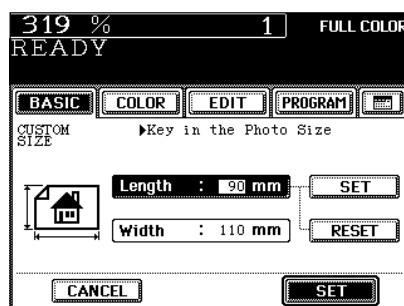 319 % 1 FULL COLOR
READY
BASIC COLOR EDIT PROGRAM
CUSTOM SIZE ▶Key in the Photo Size
Length : 90 mm SET
Width : 110 mm RESET
CANCEL SET